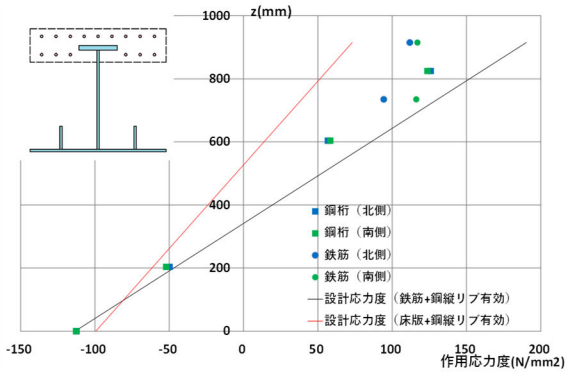 z(mm)
1000
800
600
400
200
0
-150
-100
-50
0
50
100
150
200
作用応力度(N/mm2)
鋼桁（北側）
鋼桁（南側）
鉄筋（北側）
鉄筋（南側）
設計応力度（鉄筋+鋼縦リブ有効）
設計応力度（床版+鋼縦リブ有効）